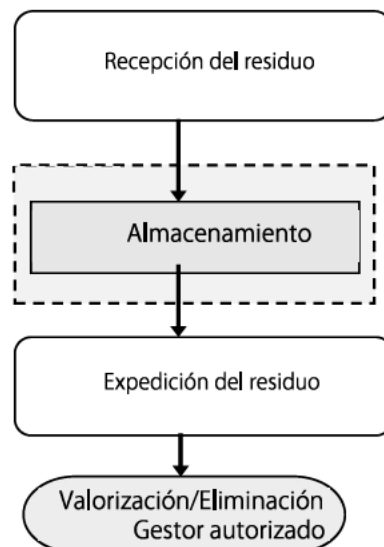 Recepción del residuo
Almacenamiento
Expedición del residuo
Valorización/Eliminación
Gestor autorizado